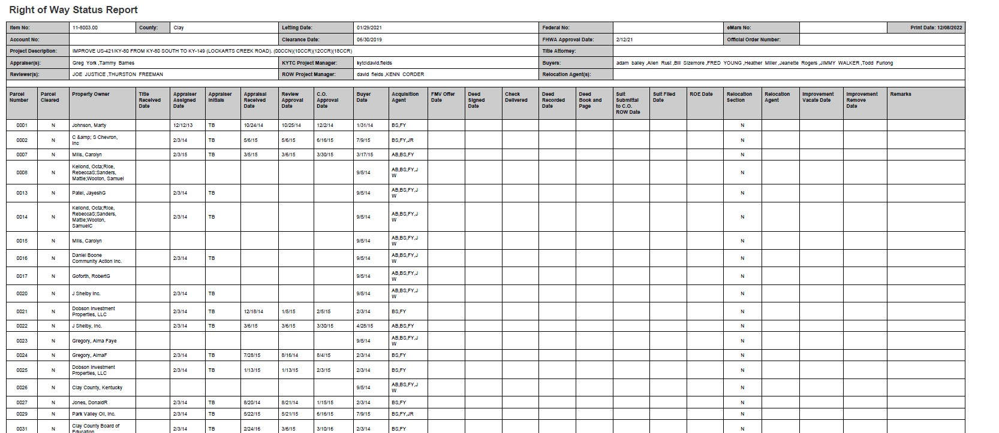 Right of Way Status Report
Item No: 11-8003.00 County: Clay Letting Date: 01/29/2021 Federal No: eMars No: Print Date: 12/08/2022
Account No: Clearance Date: 06/30/2019 FHWA Approval Date: 2/12/21 Official Order Number:
Project Description: IMPROVE US-421/KY-80 FROM KY-80 SOUTH TO KY-149 (LOCKARTS CREEK ROAD). (00CCN)(10CCR)(12CCR)(18CCR) Title Attorney:
Appraiser(s): Greg York ,Tammy Barnes KYTC Project Manager: kytc\david.fields Buyers: adam bailey ,Allen Rust ,Bill Sizemore ,FRED YOUNG ,Heather Miller ,Jeanette Rogers ,JIMMY WALKER ,Todd Furlong
Reviewer(s): JOE JUSTICE ,THURSTON FREEMAN ROW Project Manager: david fields ,KENN CORDER Relocation Agent(s):
Parcel Parcel Property Owner Title Appraiser Appraiser Appraisal Review C.O. Buyer Acquisition FMV Offer Deed Check Deed Deed Suit Suit Filed ROE Date Relocation Relocation Improvement Improvement Remarks
Number Cleared Received Assigned Initials Received Approval Approval Date Agent Date Signed Delivered Recorded Book and Submittal Date Section Agent Vacate Date Remove
Date Date Date Date Date Date Date Page to C.O. Date
ROW Date
0001 N Johnson, Marty 12/12/13 TB 10/24/14 10/25/14 12/2/14 1/31/14 BS,FY N
0002 N C &amp; S Chevron, 2/3/14 TB 5/6/15 5/6/15 6/16/15 7/9/15 BS,FY,JR N
Inc
0007 N Mills, Carolyn 2/3/15 TB 3/5/15 3/6/15 3/30/15 3/17/15 AB,BS,FY N
Kellond, Octa;Rice,
0008 N RebeccaS;Sanders, 9/5/14 AB,BS,FY,J N
Mattie;Wooton, Samuel W
0013 N Patel, JayeshG 2/3/14 TB 9/5/14 AB,BS,FY,J N
W
Kellond, Octa;Rice,
0014 N RebeccaS;Sanders, 2/3/14 TB 9/5/14 AB,BS,FY,J N
Mattie;Wooton, W
SamuelC
0015 N Mills, Carolyn 9/5/14 AB,BS,FY,J N
W
0016 N Daniel Boone 2/3/14 TB 9/5/14 AB,BS,FY,J N
Community Action Inc. W
0017 N Goforth, RobertG 9/5/14 AB,BS,FY,J N
W
0020 N J Shelby Inc. 2/3/14 TB 9/5/14 AB,BS,FY,J N
W
0021 N Dobson Investment 2/3/14 TB 12/18/14 1/5/15 2/5/15 2/3/14 BS,FY N
Properties, LLC
0022 N J Shelby, Inc. 2/3/14 TB 3/6/15 3/6/15 3/30/15 4/28/15 AB,BS,FY N
0023 N Gregory, Alma Faye 9/5/14 AB,BS,FY,J N
W
0024 N Gregory, AlmaF 2/3/14 TB 7/28/15 8/16/14 8/4/15 2/3/14 BS,FY N
0025 N Dobson Investment 2/3/14 TB 1/13/15 1/13/15 2/3/15 2/3/14 BS,FY N
Properties, LLC
0026 N Clay County, Kentucky 9/5/14 AB,BS,FY,J N
W
0027 N Jones, DonaldR 2/3/14 TB 8/20/14 8/21/14 1/15/15 2/3/14 BS,FY N
0029 N Park Valley Oil, Inc. 2/3/14 TB 5/22/15 5/21/15 6/16/15 7/9/15 BS,FY,JR N
0031 N Clay County Board of 2/3/14 TB 2/24/16 3/6/15 3/10/16 2/3/14 BS,FY N
Education